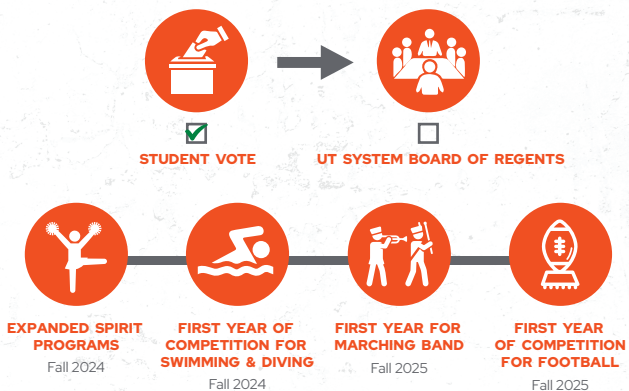 STUDENT VOTE
UT SYSTEM BOARD OF REGENTS
EXPANDED SPIRIT
PROGRAMS
Fall 2024
FIRST YEAR OF
COMPETITION FOR
SWIMMING & DIVING
Fall 2024
FIRST YEAR FOR
MARCHING BAND
Fall 2025
FIRST YEAR
OF COMPETITION
FOR FOOTBALL
Fall 2025